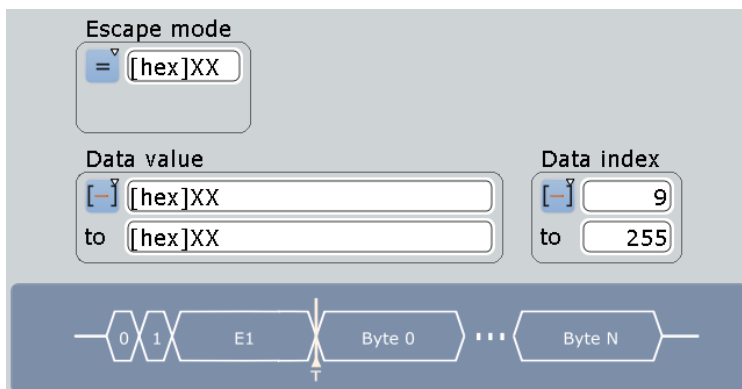 Escape mode
= [hex]XX
Data value
[–] [hex]XX
to [hex]XX
Data index
[–] 9
to 255
0 1 E1 Byte 0 Byte N
T